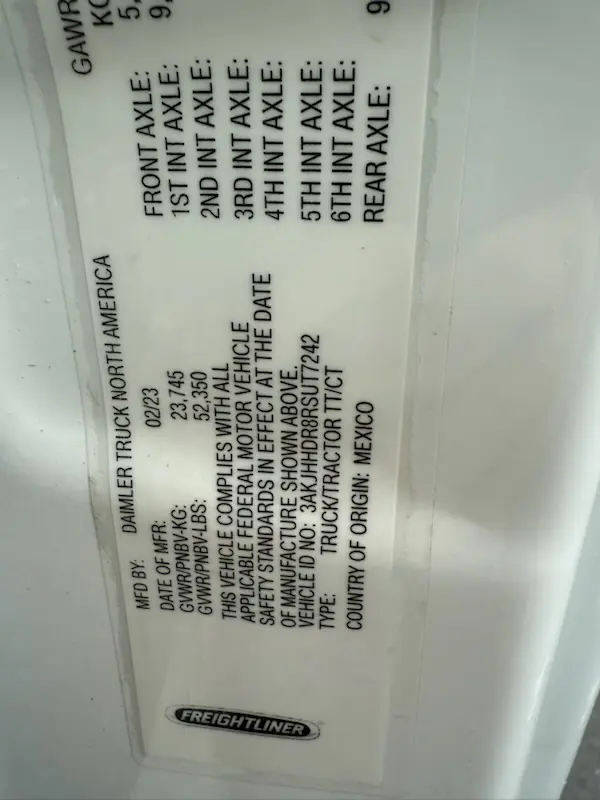 FREIGHTLINER
MFD BY: DAIMLER TRUCK NORTH AMERICA
DATE OF MFR: 02/23
GVWR/PNBV-KG: 23,745
GVWR/PNBV-LBS: 52,350
THIS VEHICLE COMPLIES WITH ALL
APPLICABLE FEDERAL MOTOR VEHICLE
SAFETY STANDARDS IN EFFECT AT THE DATE
OF MANUFACTURE SHOWN ABOVE.
VEHICLE ID NO: 3AKJHHDR8RSUT7242
TYPE: TRUCK/TRACTOR TT/CT
COUNTRY OF ORIGIN: MEXICO
GAWR
KG
FRONT AXLE: 5,
1ST INT AXLE: 9,
2ND INT AXLE:
3RD INT AXLE:
4TH INT AXLE:
5TH INT AXLE:
6TH INT AXLE:
REAR AXLE: 9